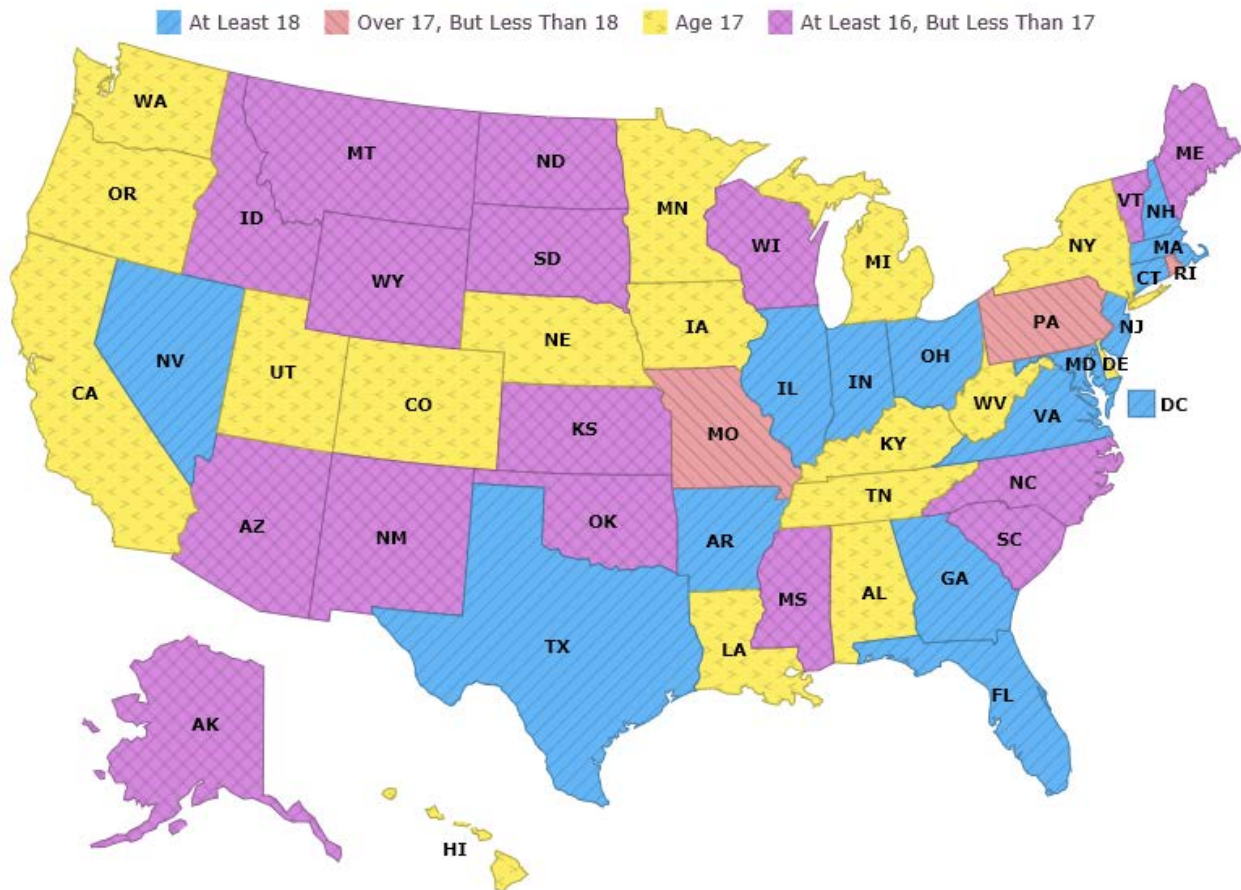 At Least 18 Over 17, But Less Than 18 Age 17 At Least 16, But Less Than 17
WA
MT
ND
ME
OR
ID
MN
VT
NH
SD
WI
NY
MA
WY
MI
CT
RI
IA
PA
NE
NJ
NV
OH
MD
DE
UT
IL
IN
CA
CO
WV
DC
VA
KS
MO
KY
NC
TN
AZ
OK
NM
AR
SC
GA
MS
AL
TX
LA
FL
AK
HI